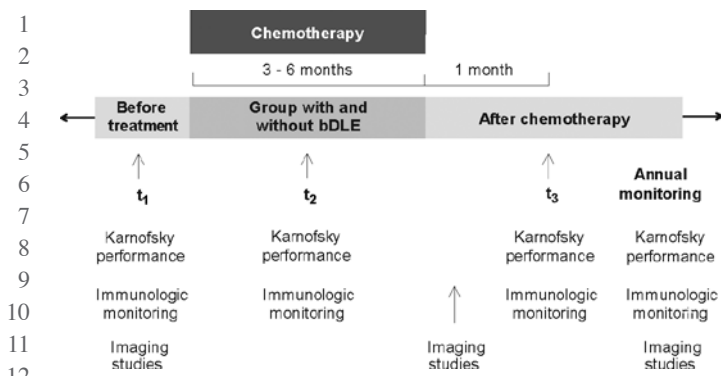 1
Chemotherapy
2
3 - 6 months 1 month
3
Before treatment
Group with and without bDLE
After chemotherapy
4
5
6
t1 t2 t3 Annual monitoring
7
8
Karnofsky performance
Karnofsky performance
Karnofsky performance
Karnofsky performance
9
10
Immunologic monitoring
Immunologic monitoring
Immunologic monitoring
Immunologic monitoring
11
Imaging studies
Imaging studies
Imaging studies
12